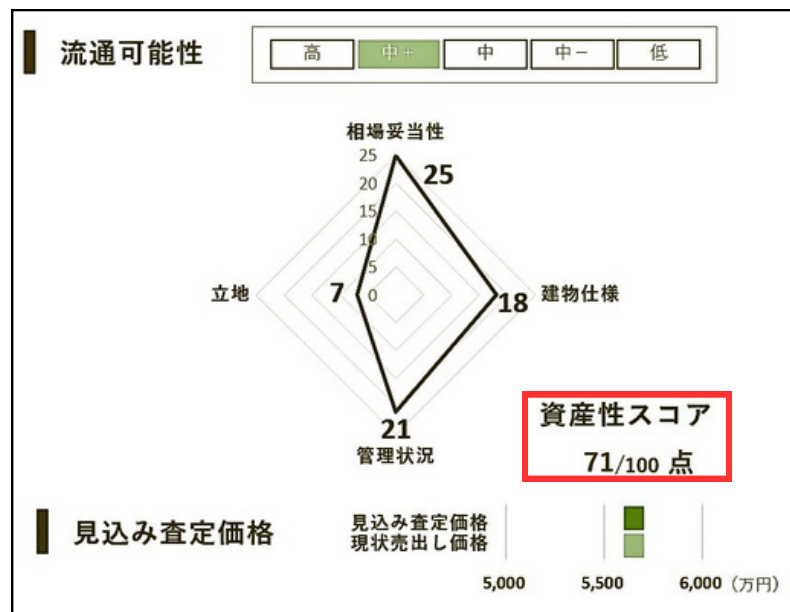 流通可能性
高 中＋ 中 中－ 低
相場妥当性
25
20
15
10
5
0
25
立地
7
18
建物仕様
21
管理状況
資産性スコア
71/100 点
見込み査定価格
見込み査定価格
現状売出し価格
5,000 5,500 6,000 (万円)